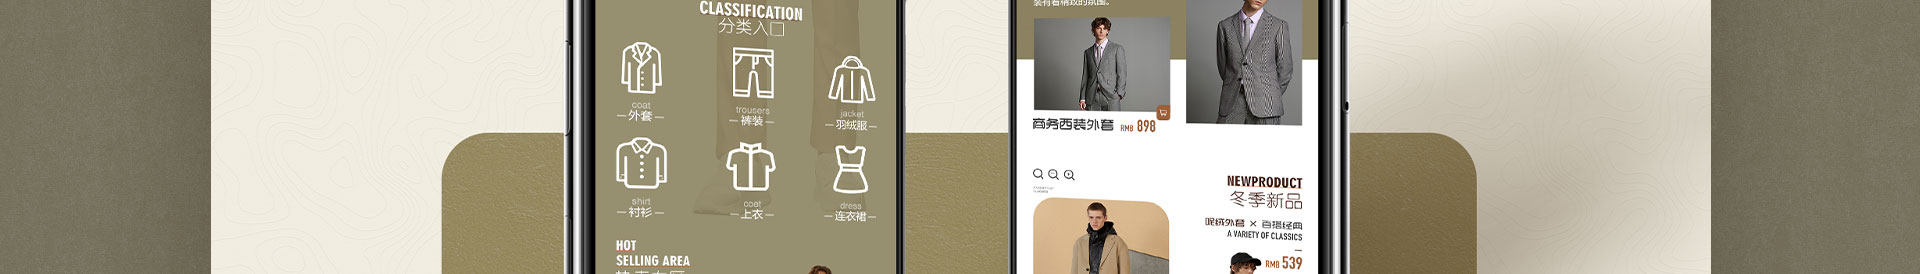 CLASSIFICATION
分类入口
coat
外套
trousers
裤装
jacket
羽绒服
shirt
衬衫
coat
上衣
dress
连衣裙
HOT
SELLING AREA
商务西装外套 RMB 898
NEWPRODUCT
冬季新品
呢绒外套 × 百搭经典
A VARIETY OF CLASSICS
RMB 539